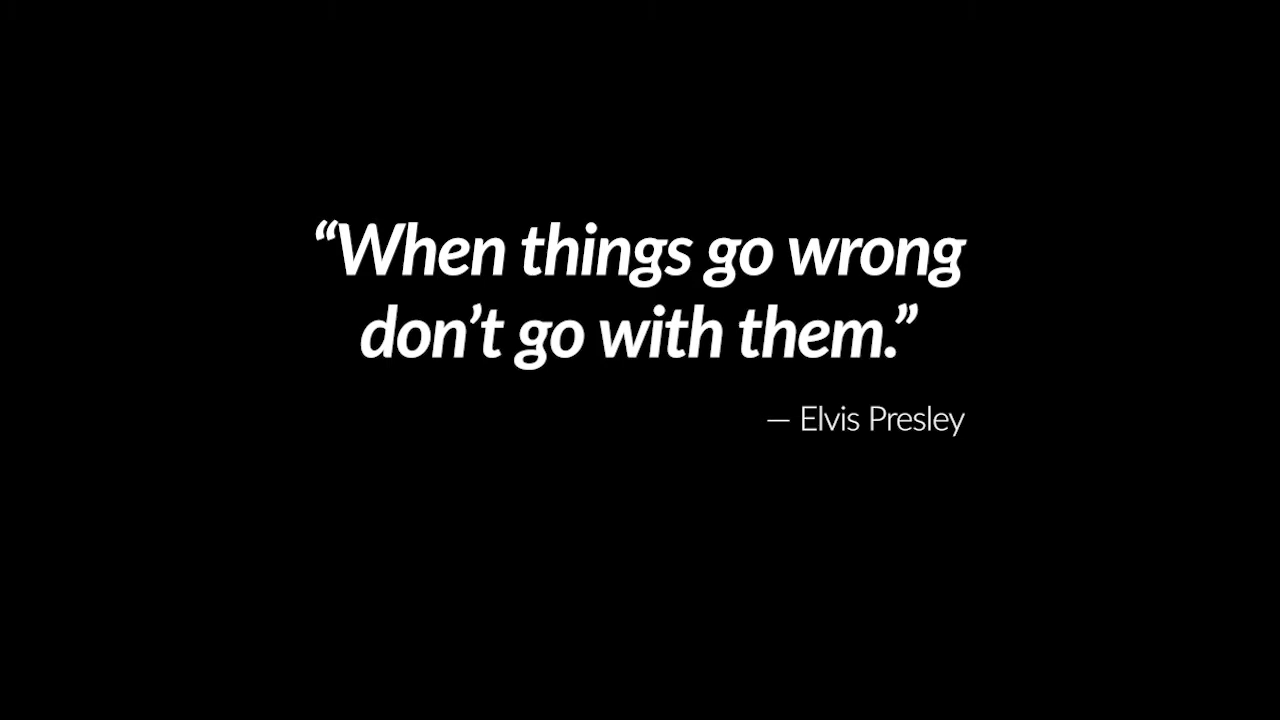 “When things go wrong
don’t go with them.”
— Elvis Presley